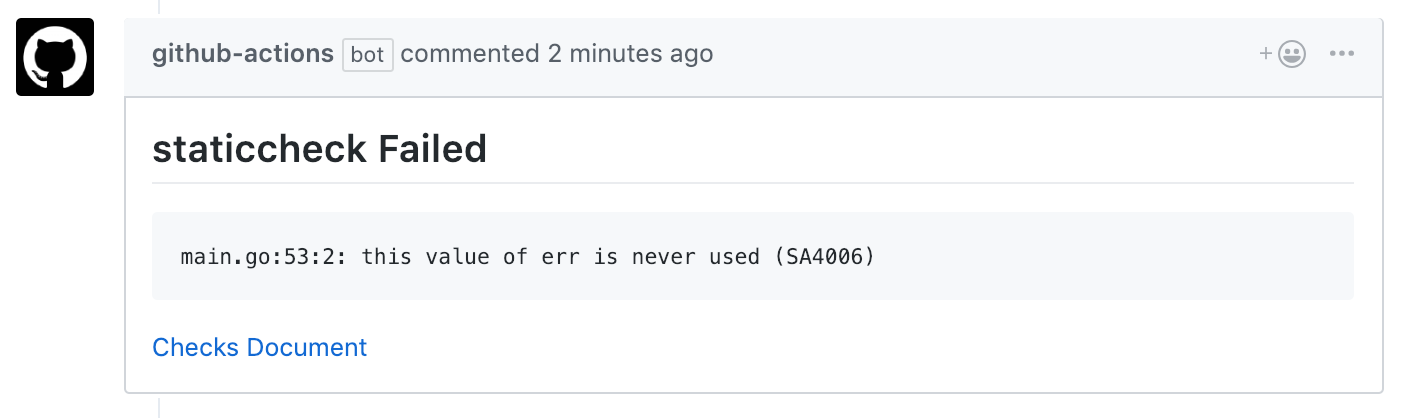 github-actions bot commented 2 minutes ago
staticcheck Failed
main.go:53:2: this value of err is never used (SA4006)
Checks Document